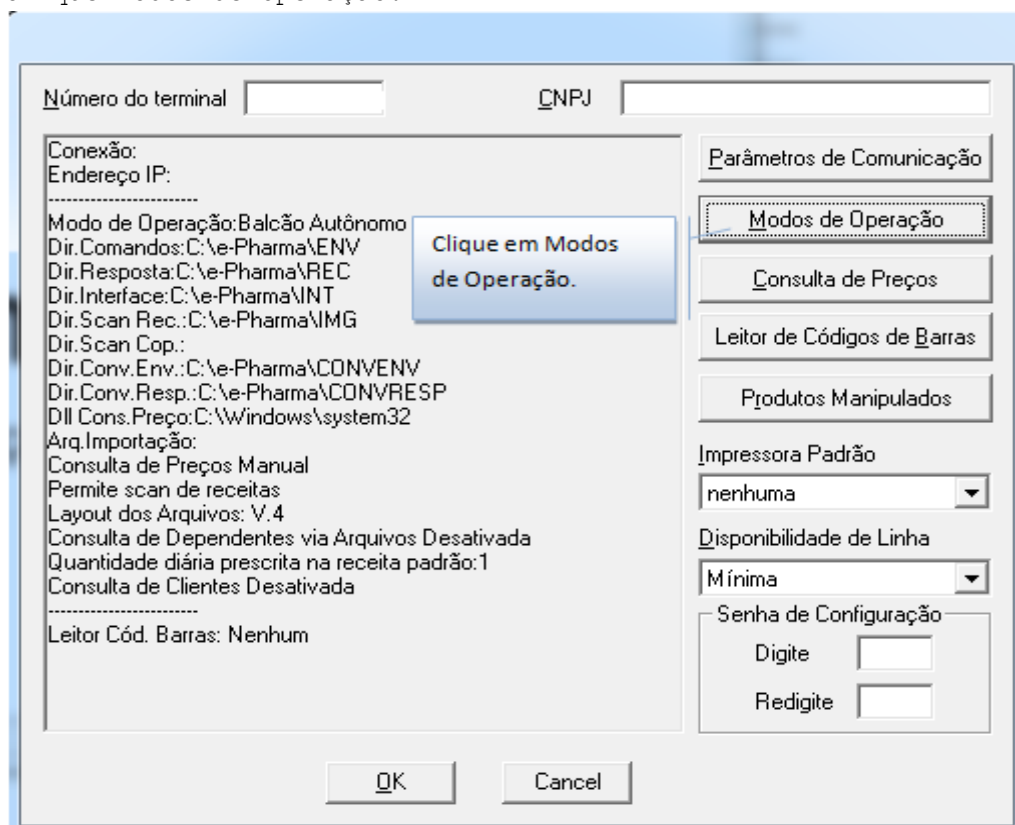 Número do terminal
CNPJ
Conexão:
Endereço IP:
-------------------------
Modo de Operação:Balcão Autônomo
Dir.Comandos:C:\e-Pharma\ENV
Dir.Resposta:C:\e-Pharma\REC
Dir.Interface:C:\e-Pharma\INT
Dir.Scan Rec.:C:\e-Pharma\IMG
Dir.Scan Cop.:
Dir.Conv.Env.:C:\e-Pharma\CONVENV
Dir.Conv.Resp.:C:\e-Pharma\CONVRESP
Dll Cons.Preço:C:\Windows\system32
Arq.Importação:
Consulta de Preços Manual
Permite scan de receitas
Layout dos Arquivos: V.4
Consulta de Dependentes via Arquivos Desativada
Quantidade diária prescrita na receita padrão:1
Consulta de Clientes Desativada
-------------------------
Leitor Cód. Barras: Nenhum
Clique em Modos
de Operação.
Parâmetros de Comunicação
Modos de Operação
Consulta de Preços
Leitor de Códigos de Barras
Produtos Manipulados
Impressora Padrão
nenhuma
Disponibilidade de Linha
Mínima
Senha de Configuração
Digite
Redigite
OK
Cancel